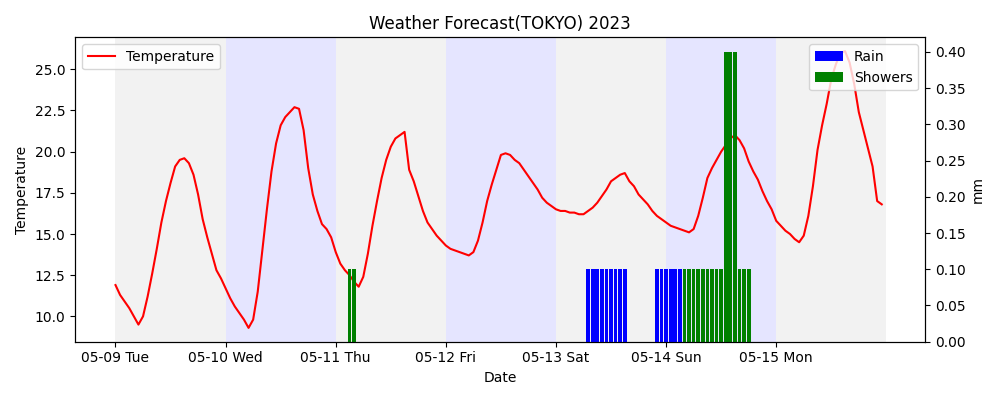 Weather Forecast(TOKYO) 2023
Temperature
Rain
Showers
25.0
22.5
20.0
17.5
15.0
12.5
10.0
Temperature
0.40
0.35
0.30
0.25
0.20
0.15
0.10
0.05
0.00
mm
05-09 Tue
05-10 Wed
05-11 Thu
05-12 Fri
05-13 Sat
05-14 Sun
05-15 Mon
Date